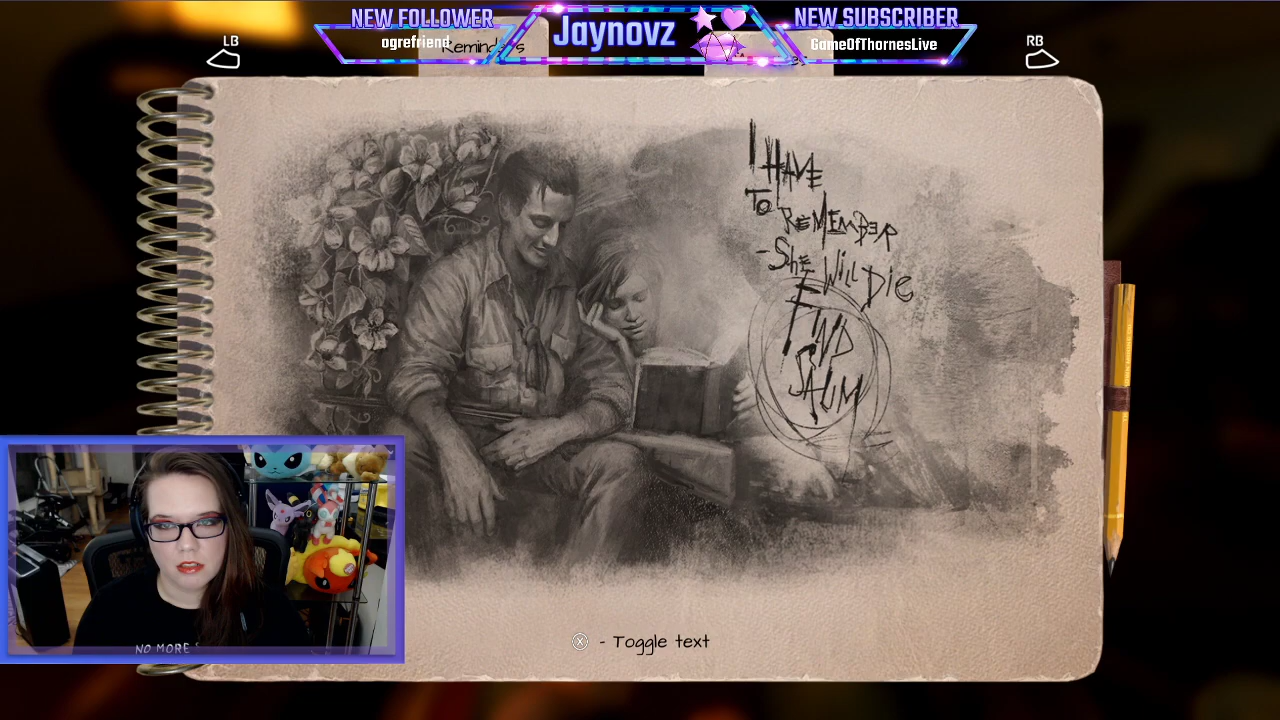 NEW FOLLOWER
ogrefriend
Jaynovz
NEW SUBSCRIBER
GameOfThornesLive
LB
Reminders
RB
I HAVE
TO REMEMBER
- She Will Die
FIND
SALIM
NO MORE
X - Toggle text